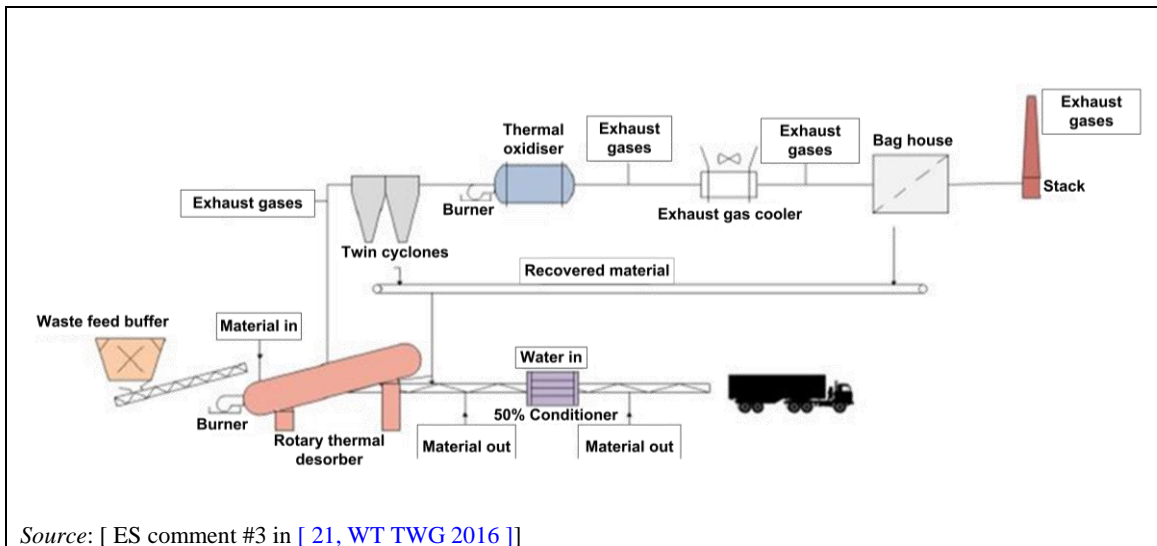 Exhaust
gases
Thermal
oxidiser
Exhaust
gases
Exhaust
gases
Bag house
Exhaust gases
Burner
Exhaust gas cooler
Stack
Twin cyclones
Recovered material
Waste feed buffer
Material in
Water in
Burner
50% Conditioner
Rotary thermal
desorber
Material out
Material out
Source: [ ES comment #3 in [ 21, WT TWG 2016 ]]